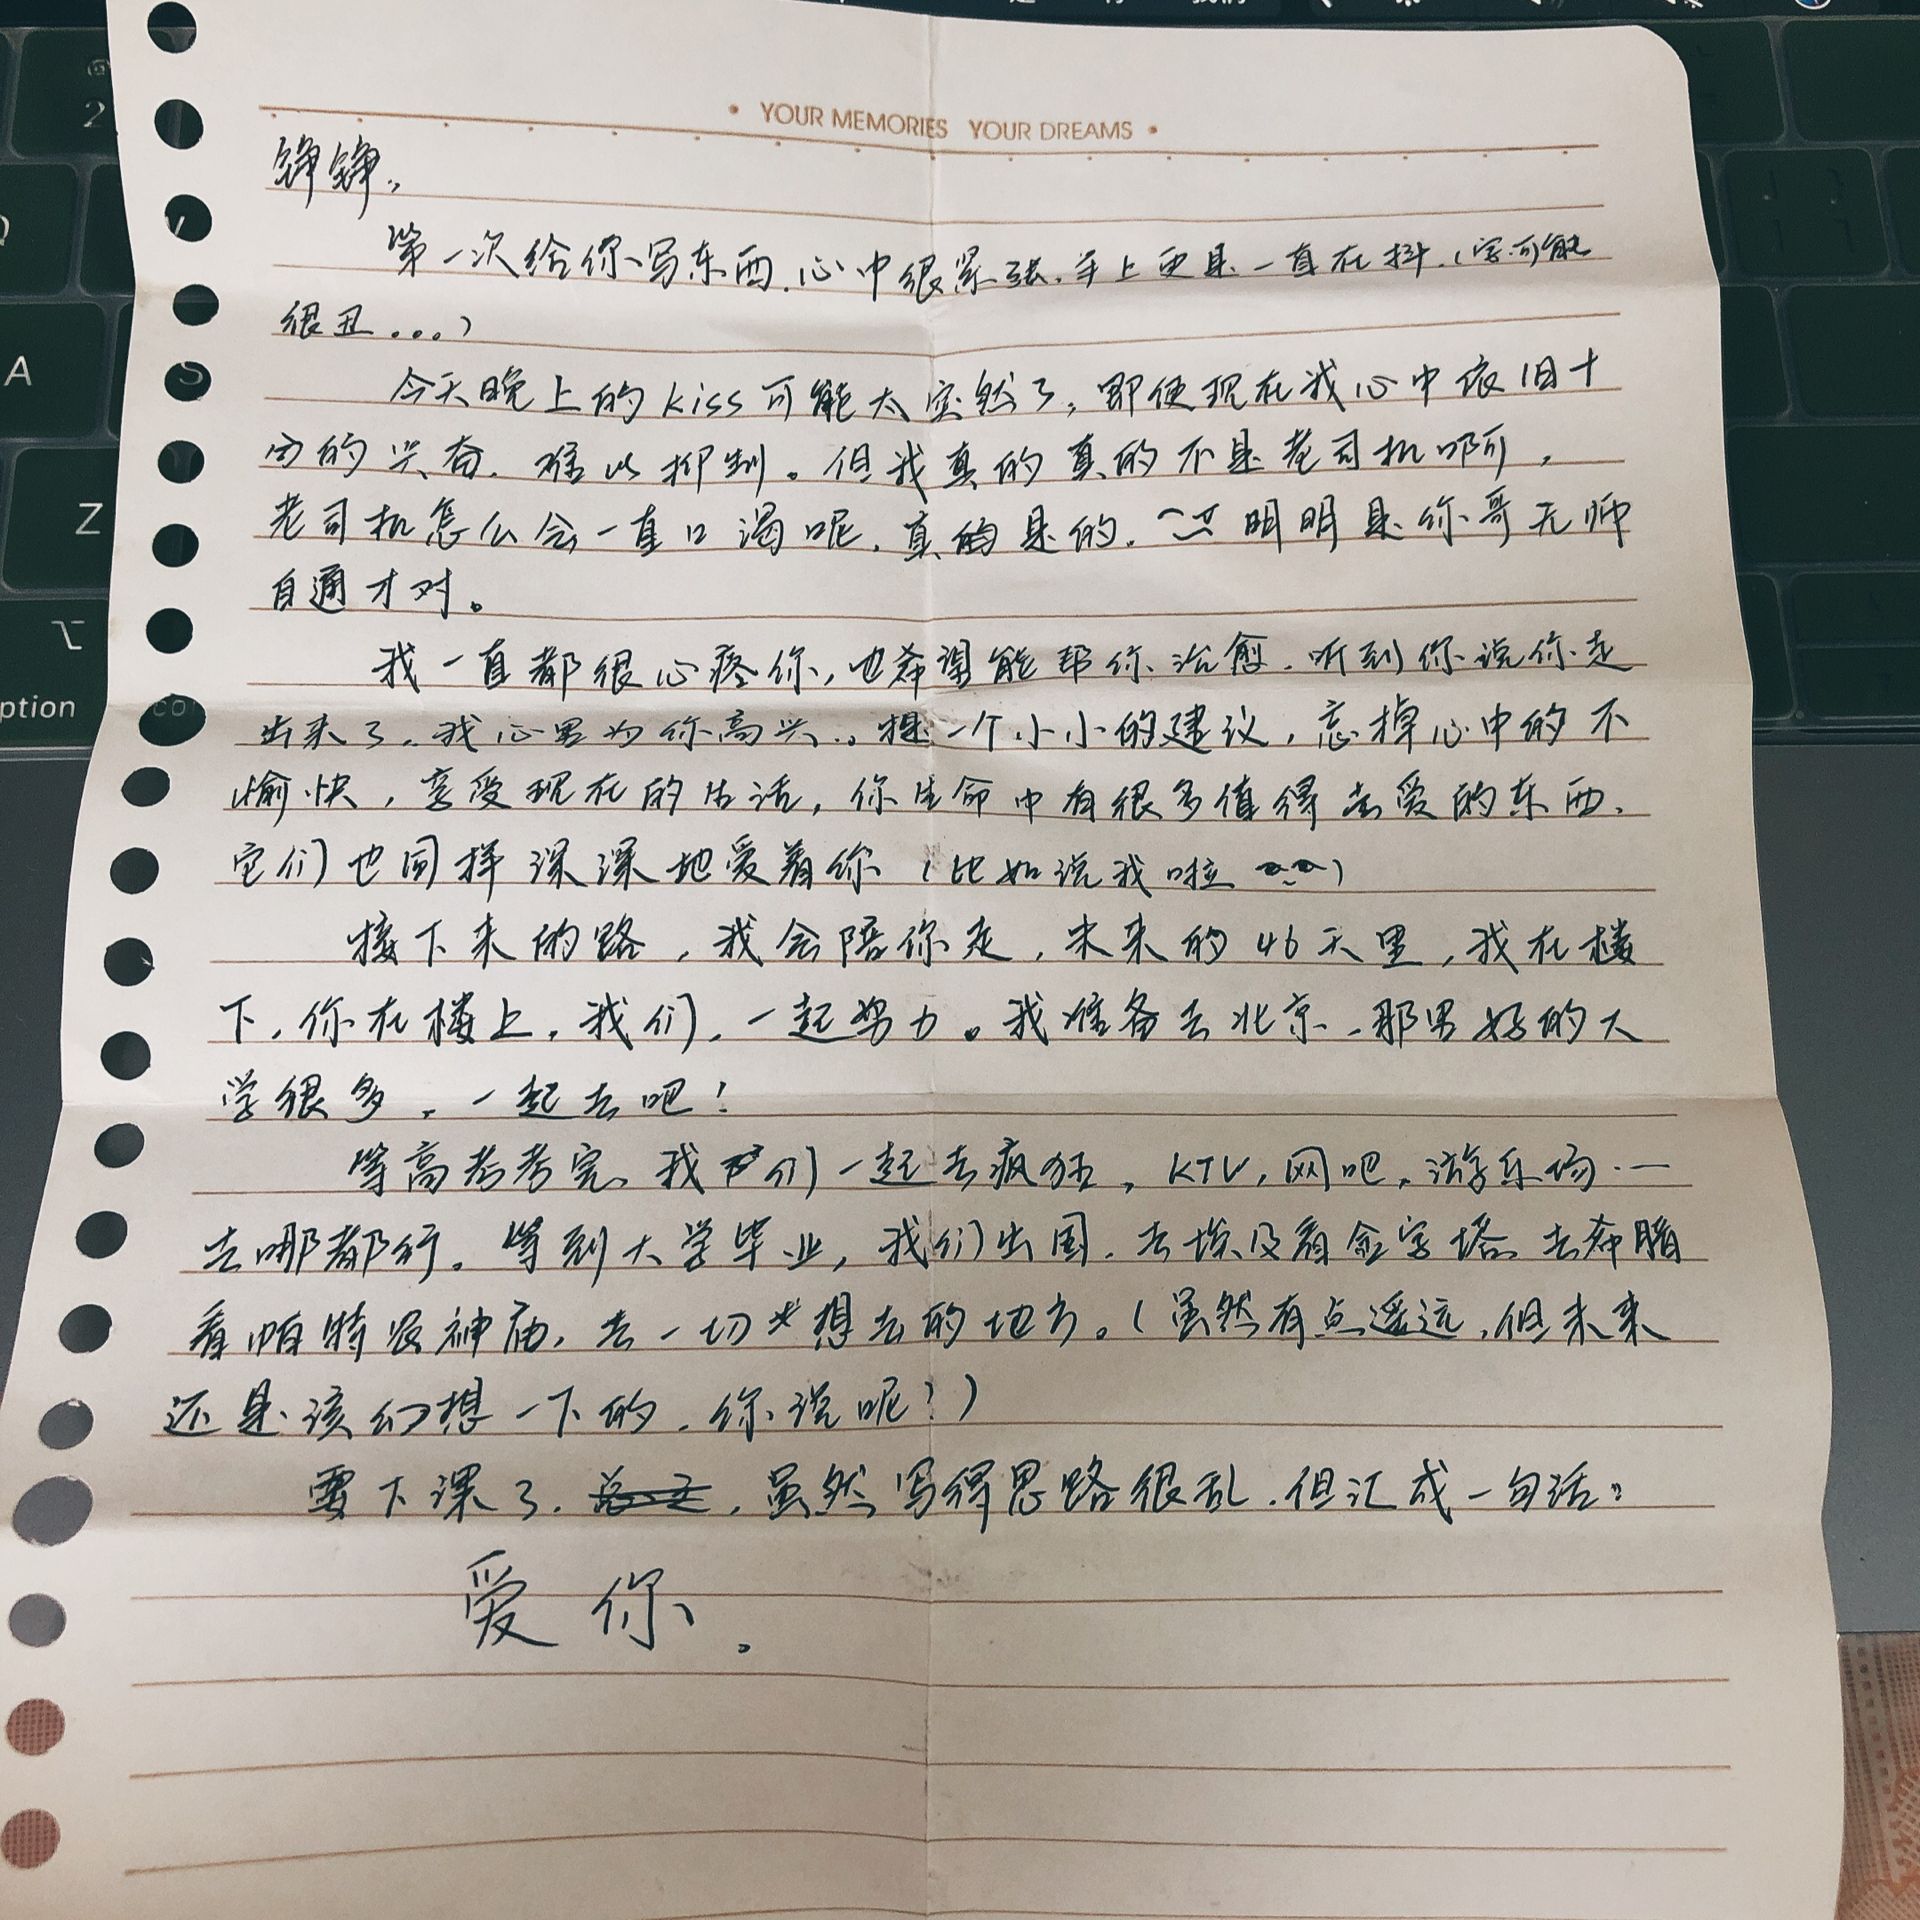 YOUR MEMORIES YOUR DREAMS
铮铮，
第一次给你写东西，心中很紧张，手上更是一直在抖，（字可能
很丑。。。）
今天晚上的kiss可能太突然了，即使现在我心中依旧十
分的兴奋，难以抑制。但我真的真的不是老司机啊，
老司机怎么会一直口渴呢，真的是的，明明是你哥无师
自通才对。
我一直都很心疼你，也希望能帮你治愈，听到你说你走
出来了，我心里为你高兴。提一个小小的建议，忘掉心中的不
愉快，享受现在的生活，你生命中有很多值得去爱的东西，
它们也同样深深地爱着你（比如说我啦）
接下来的路，我会陪你走，未来的46天里，我在楼
下，你在楼上，我们，一起努力。我准备去北京，那里好的大
学很多，一起去吧！
等高考考完，我们一起去疯狂，KTV，网吧，游乐场……
去哪都行。等到大学毕业，我们出国，去埃及看金字塔，去希腊
看帕特农神庙，去一切想去的地方。（虽然有点遥远，但未来
还是该幻想一下的，你说呢？）
要下课了，虽然写得思路很乱，但汇成一句话：
爱你。
@
2
A
S
Z
option